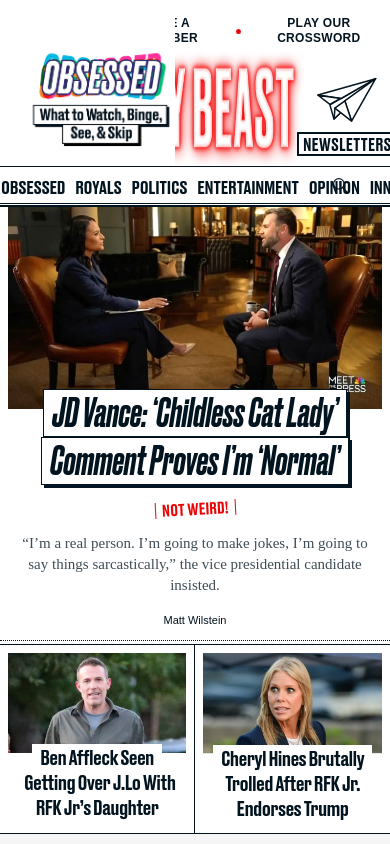 E A
BER
PLAY OUR
CROSSWORD
OBSESSED
What to Watch, Binge,
See, & Skip
Y BEAST
NEWSLETTERS
OBSESSED ROYALS POLITICS ENTERTAINMENT OPINION INN
MEET
THE PRESS
JD Vance: ‘Childless Cat Lady’
Comment Proves I’m ‘Normal’
NOT WEIRD!
“I’m a real person. I’m going to make jokes, I’m going to
say things sarcastically,” the vice presidential candidate
insisted.
Matt Wilstein
Ben Affleck Seen
Getting Over J.Lo With
RFK Jr’s Daughter
Cheryl Hines Brutally
Trolled After RFK Jr.
Endorses Trump